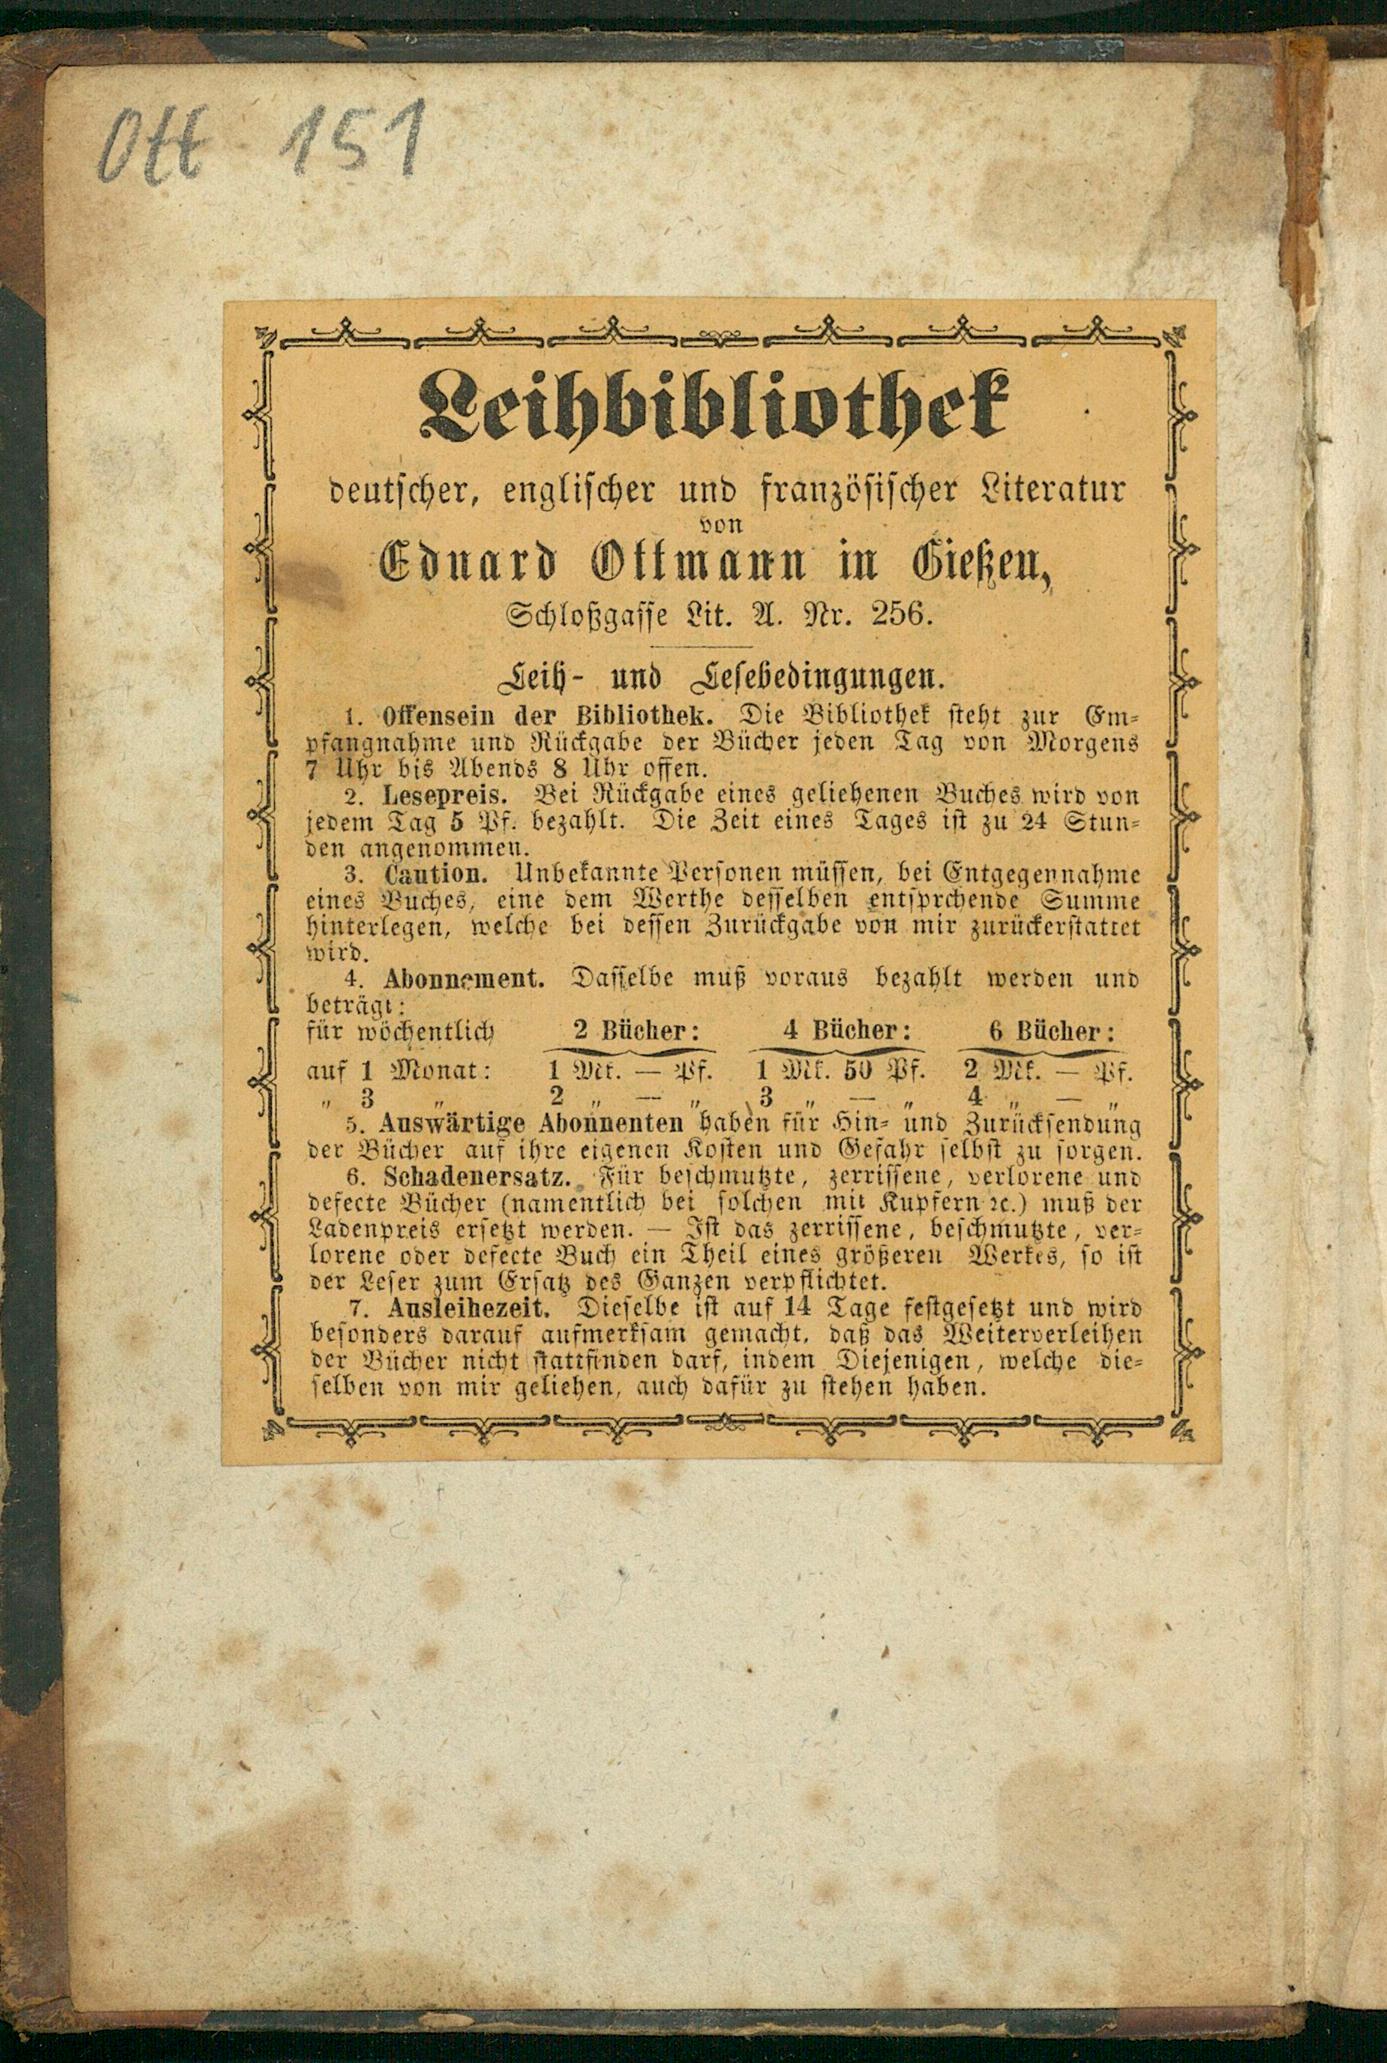 Ott 151
Leihbibliothek
deutscher, englischer und französischer Literatur
von
Eduard Ottmann in Gießen,
Schloßgasse Lit. A. Nr. 256.
Leih- und Lesebedingungen.
1. Offensein der Bibliothek. Die Bibliothek steht zur Em-
pfangnahme und Rückgabe der Bücher jeden Tag von Morgens
7 Uhr bis Abends 8 Uhr offen.
2. Lesepreis. Bei Rückgabe eines geliehenen Buches wird von
jedem Tag 5 Pf. bezahlt. Die Zeit eines Tages ist zu 24 Stun-
den angenommen.
3. Caution. Unbekannte Personen müssen, bei Entgegennahme
eines Buches, eine dem Werthe desselben entsprchende Summe
hinterlegen, welche bei dessen Zurückgabe von mir zurückerstattet
wird.
4. Abonnement. Dasselbe muß voraus bezahlt werden und
beträgt:
für wöchentlich 2 Bücher: 4 Bücher: 6 Bücher:
auf 1 Monat: 1 Mk. — Pf. 1 Mk. 50 Pf. 2 Mk. — Pf.
„ 3 „ 2 „ — „ 3 „ — „ 4 „ — „
5. Auswärtige Abonnenten haben für Hin- und Zurücksendung
der Bücher auf ihre eigenen Kosten und Gefahr selbst zu sorgen.
6. Schadenersatz. Für beschmutzte, zerrissene, verlorene und
defecte Bücher (namentlich bei solchen mit Kupfern ꝛc.) muß der
Ladenpreis ersetzt werden. — Ist das zerrissene, beschmutzte, ver-
lorene oder defecte Buch ein Theil eines größeren Werkes, so ist
der Leser zum Ersatz des Ganzen verpflichtet.
7. Ausleihezeit. Dieselbe ist auf 14 Tage festgesetzt und wird
besonders darauf aufmerksam gemacht, daß das Weiterverleihen
der Bücher nicht stattfinden darf, indem Diejenigen, welche die-
selben von mir geliehen, auch dafür zu stehen haben.